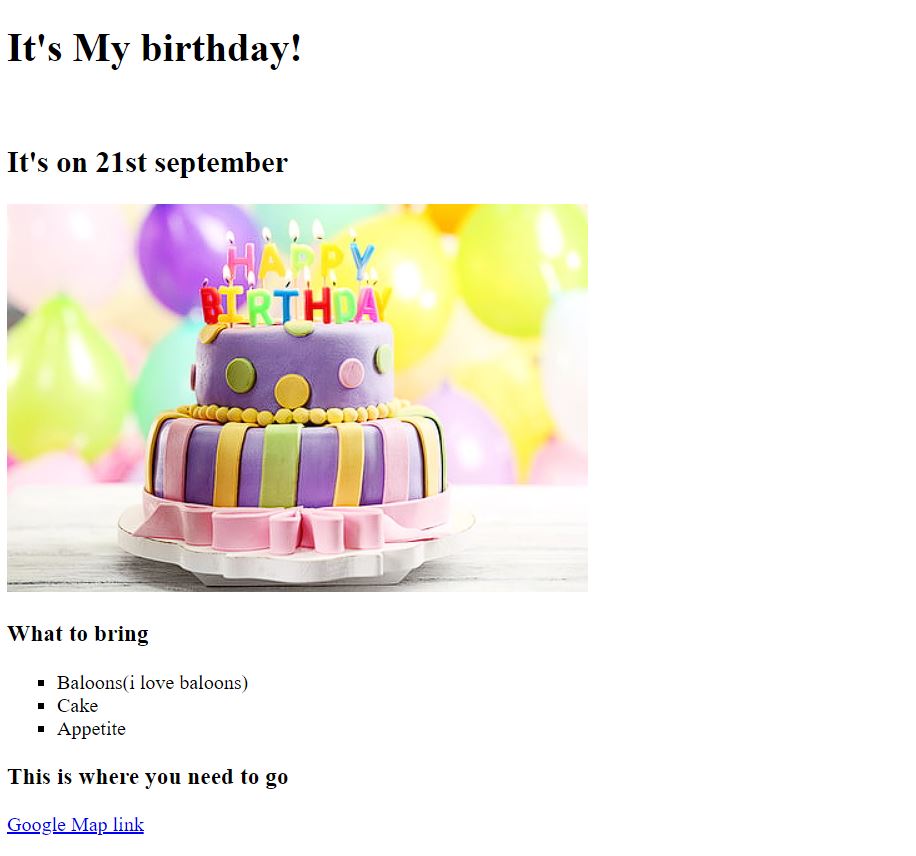 It's My birthday!
It's on 21st september
HAPPY
BIRTHDAY
What to bring
Baloons(i love baloons)
Cake
Appetite
This is where you need to go
Google Map link